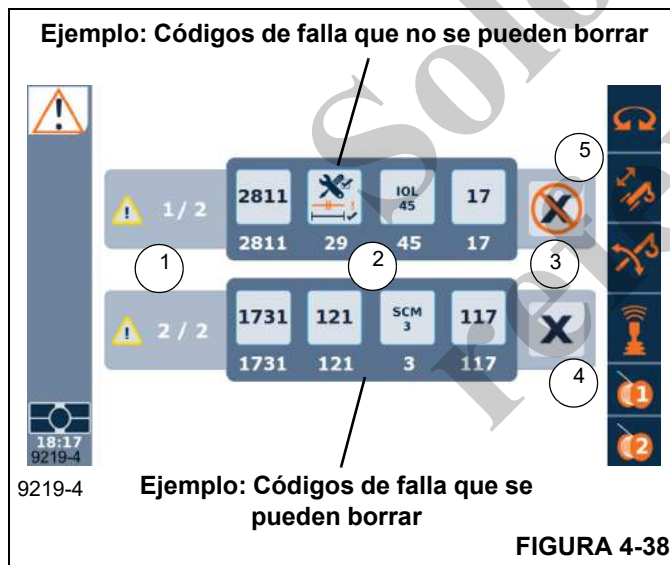 Ejemplo: Códigos de falla que no se pueden borrar
5
1 / 2
2811
IOL
45
17
X
2811 29 45 17
1
2
3
2 / 2
1731 121
SCM
3
117
X
1731 121 3 117
4
1
2
18:17
9219-4
9219-4
Ejemplo: Códigos de falla que se
pueden borrar
FIGURA 4-38